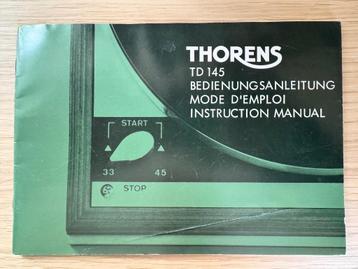 THORENS
TD 145
BEDIENUNGSANLEITUNG
MODE D'EMPLOI
INSTRUCTION MANUAL
START
33 45
STOP